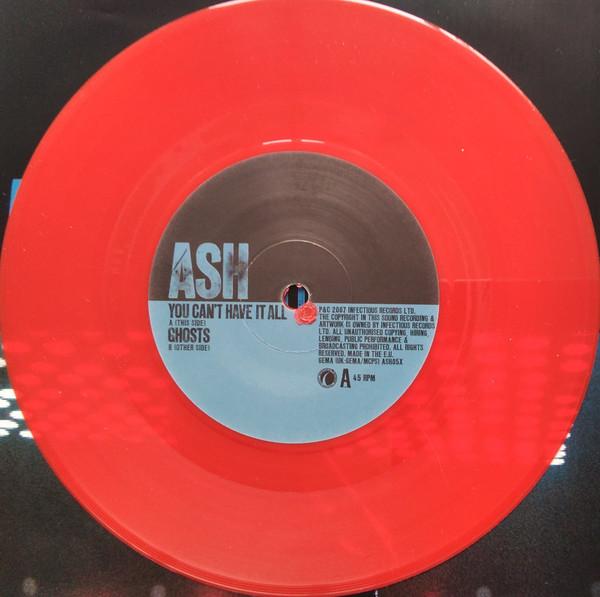 ASH
YOU CAN'T HAVE IT ALL
A (THIS SIDE)
GHOSTS
B (OTHER SIDE)
P&C 2007 INFECTIOUS RECORDS LTD.
THE COPYRIGHT IN THIS SOUND RECORDING &
ARTWORK IS OWNED BY INFECTIOUS RECORDS
LTD. ALL UNAUTHORISED COPYING, HIRING,
LENDING, PUBLIC PERFORMANCE &
BROADCASTING PROHIBITED. ALL RIGHTS
RESERVED. MADE IN THE E.U.
GEMA (UK:GEMA/MCPS) ASH05X
A 45 RPM